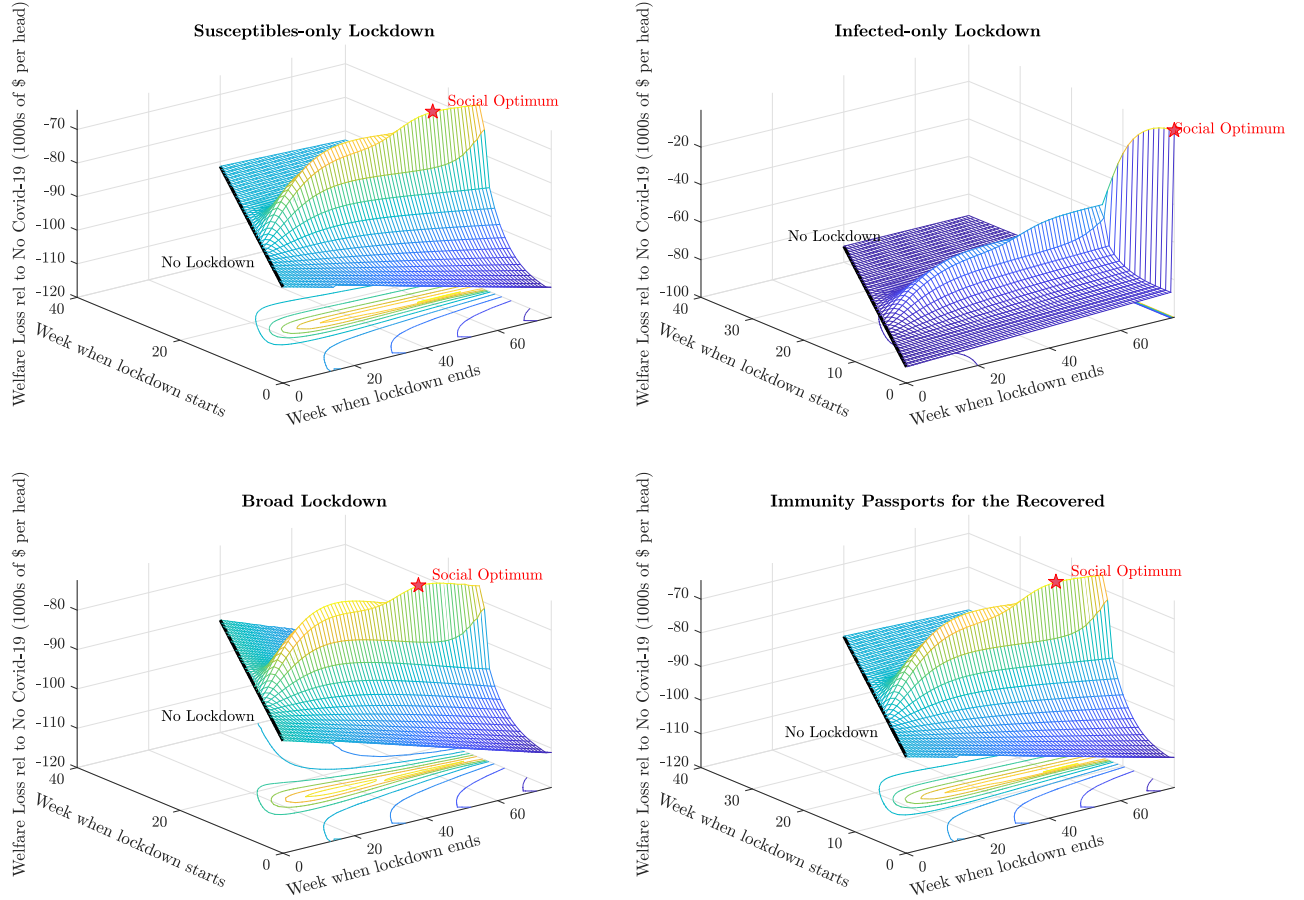 Susceptibles-only Lockdown
Welfare Loss rel to No Covid-19 (1000s of $ per head)
-70
-80
-90
-100
-110
-120
40
20
0
Week when lockdown starts
0
20
40
60
Week when lockdown ends
No Lockdown
Social Optimum
Infected-only Lockdown
Welfare Loss rel to No Covid-19 (1000s of $ per head)
-20
-40
-60
-80
-100
40
30
20
10
0
Week when lockdown starts
0
20
40
60
Week when lockdown ends
No Lockdown
Social Optimum
Broad Lockdown
Welfare Loss rel to No Covid-19 (1000s of $ per head)
-80
-90
-100
-110
-120
40
20
0
Week when lockdown starts
0
20
40
60
Week when lockdown ends
No Lockdown
Social Optimum
Immunity Passports for the Recovered
Welfare Loss rel to No Covid-19 (1000s of $ per head)
-70
-80
-90
-100
-110
-120
40
30
20
10
0
Week when lockdown starts
0
20
40
60
Week when lockdown ends
No Lockdown
Social Optimum